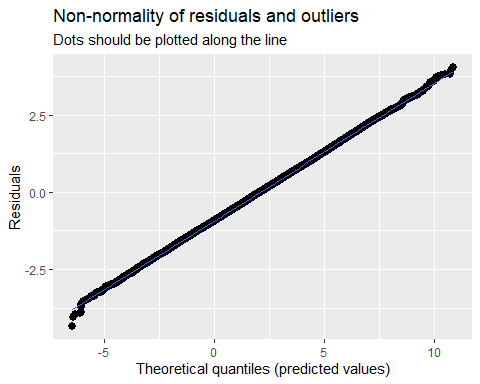 Non-normality of residuals and outliers
Dots should be plotted along the line
2.5
0.0
-2.5
Residuals
-5
0
5
10
Theoretical quantiles (predicted values)